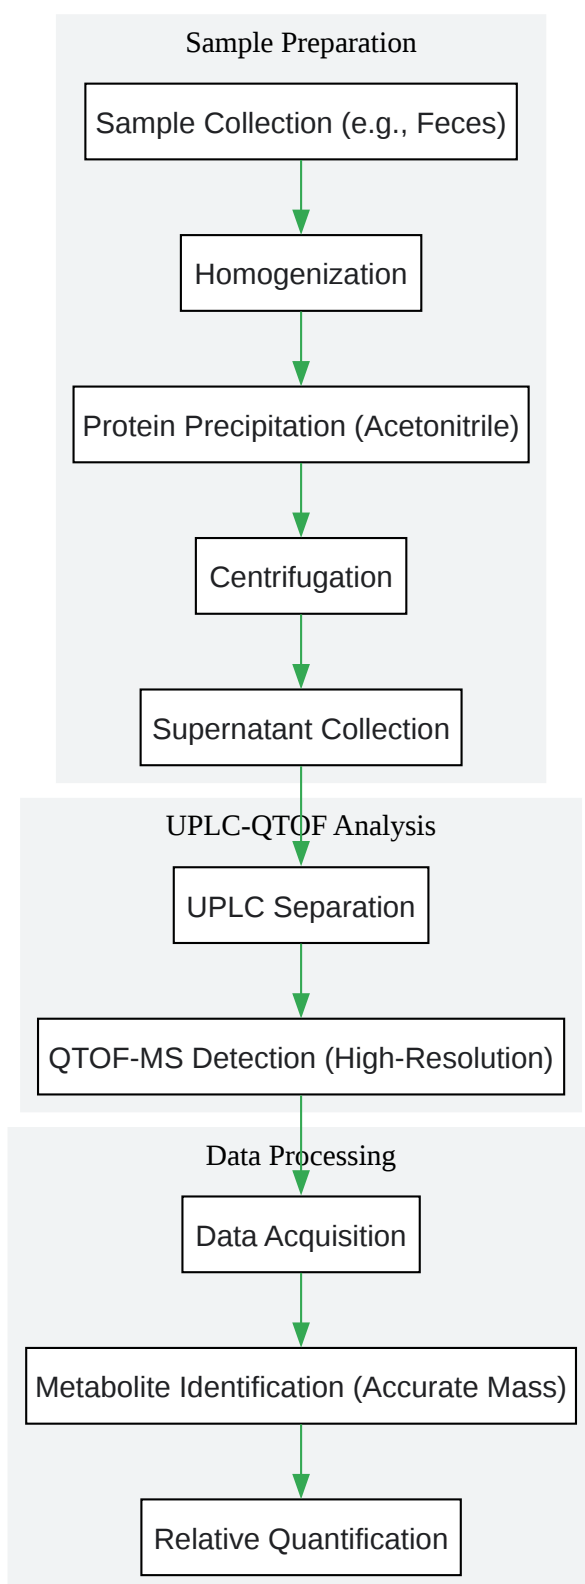 Sample Preparation
Sample Collection (e.g., Feces)
Homogenization
Protein Precipitation (Acetonitrile)
Centrifugation
Supernatant Collection
UPLC-QTOF Analysis
UPLC Separation
QTOF-MS Detection (High-Resolution)
Data Processing
Data Acquisition
Metabolite Identification (Accurate Mass)
Relative Quantification